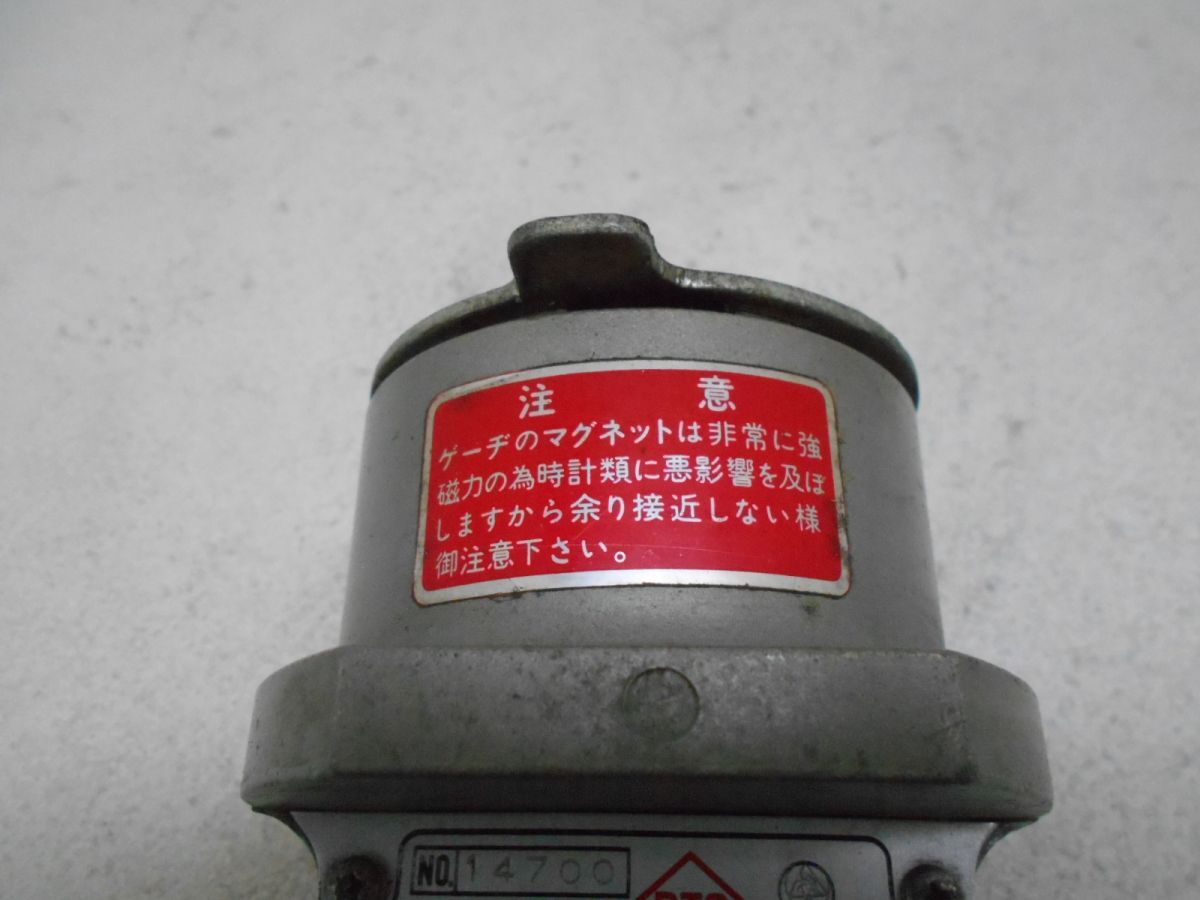 注 意
ゲーヂのマグネットは非常に強
磁力の為時計類に悪影響を及ぼ
しますから余り接近しない様
御注意下さい。
NO. 14700